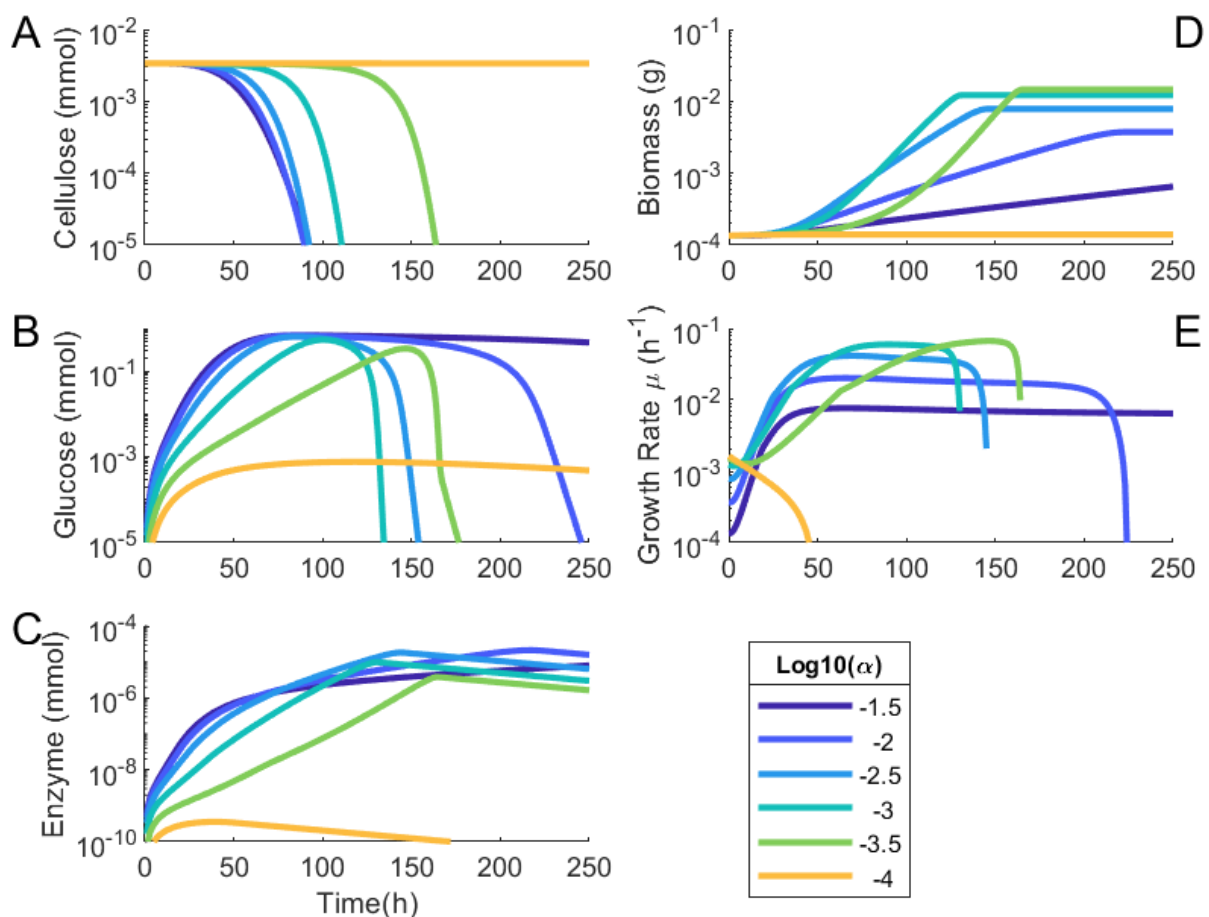 A
Cellulose (mmol)
10⁻²
10⁻³
10⁻⁴
10⁻⁵
0 50 100 150 200 250
D
Biomass (g)
10⁻¹
10⁻²
10⁻³
10⁻⁴
0 50 100 150 200 250
B
Glucose (mmol)
10⁻¹
10⁻³
10⁻⁵
0 50 100 150 200 250
E
Growth Rate μ (h⁻¹)
10⁻¹
10⁻²
10⁻³
10⁻⁴
0 50 100 150 200 250
C
Enzyme (mmol)
10⁻⁴
10⁻⁶
10⁻⁸
10⁻¹⁰
0 50 100 150 200 250
Time(h)
Log10(α)
-1.5
-2
-2.5
-3
-3.5
-4